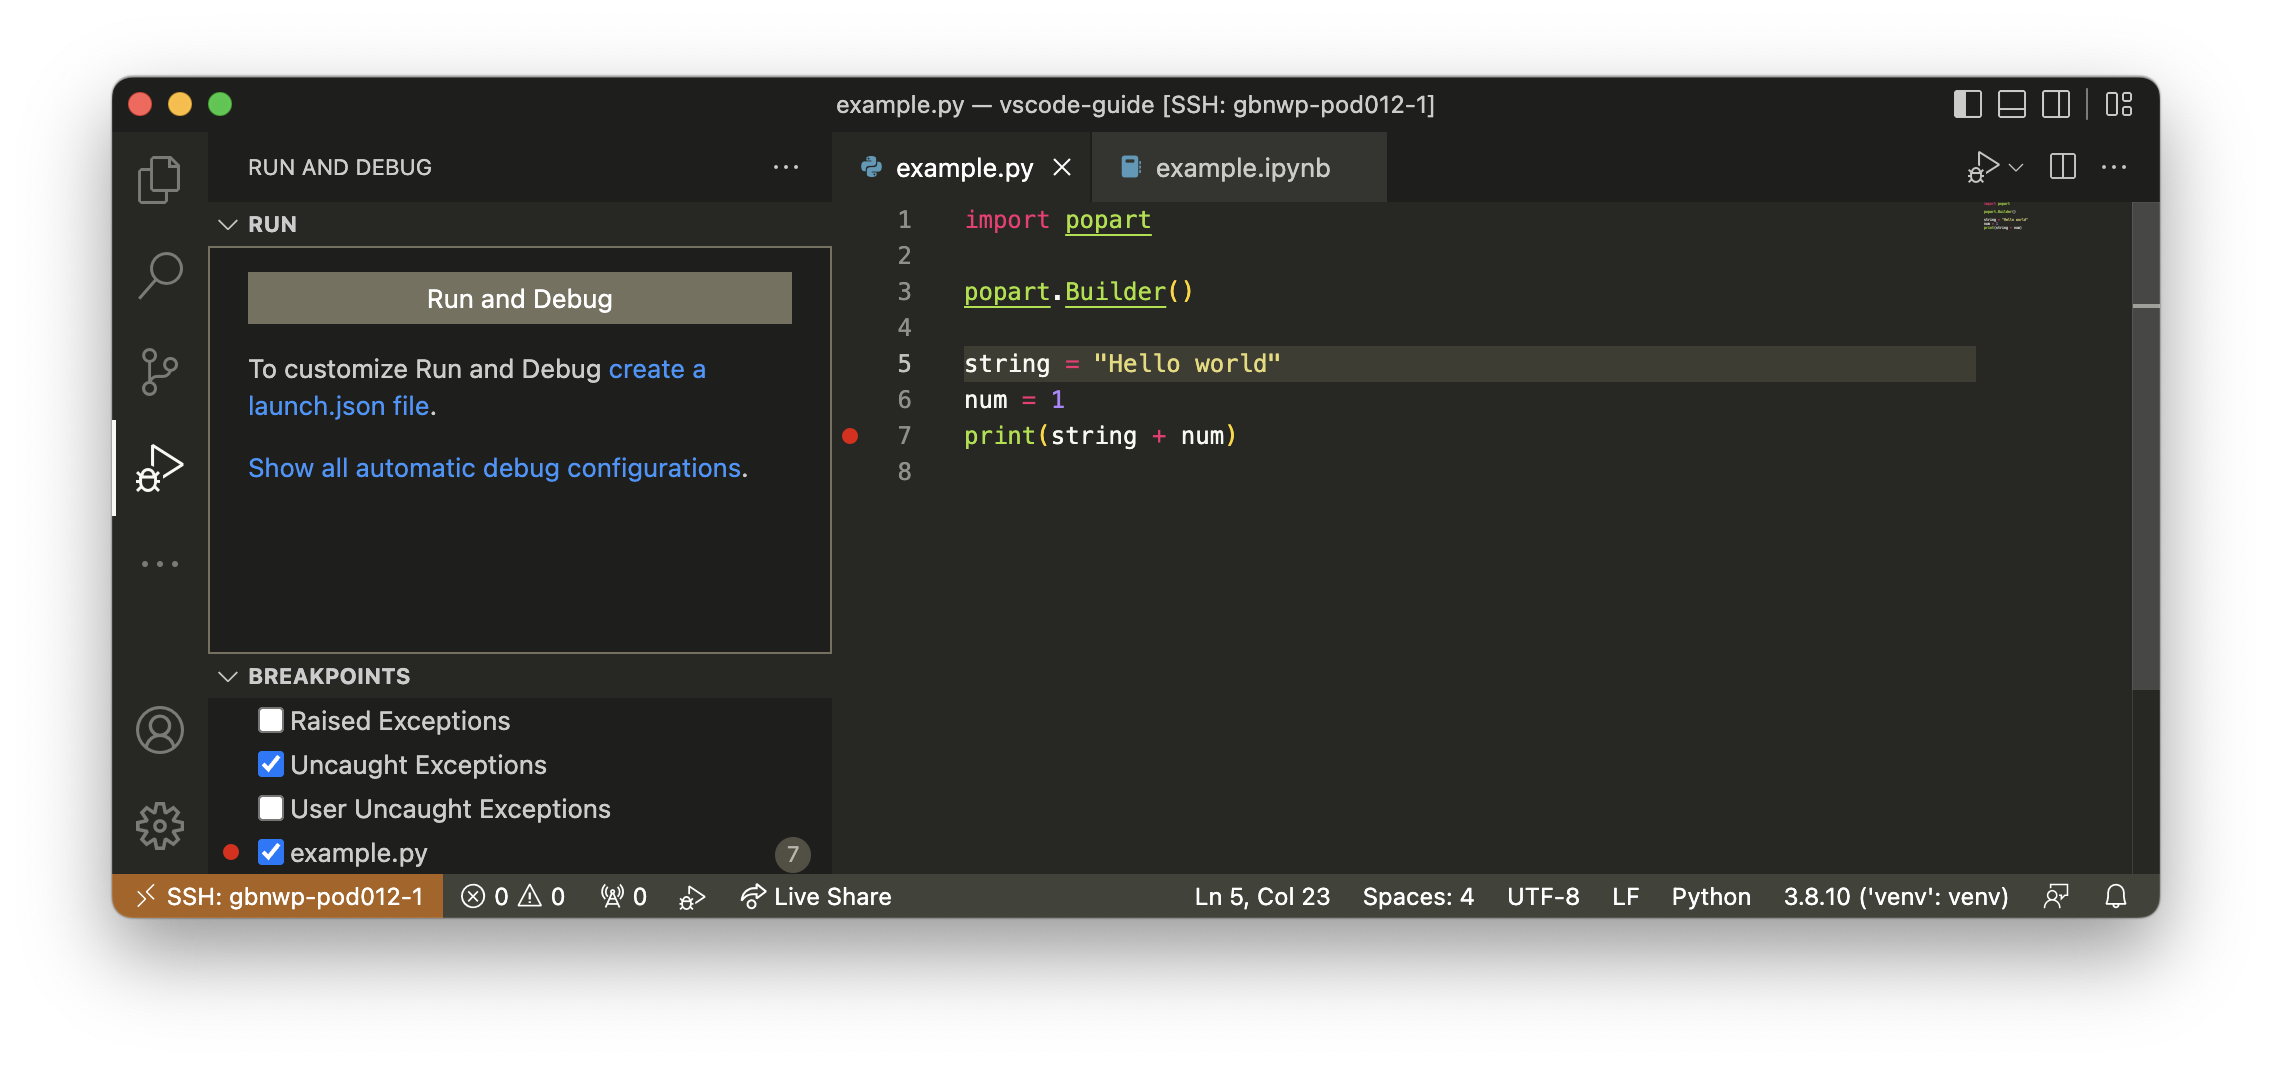 example.py — vscode-guide [SSH: gbnwp-pod012-1]
RUN AND DEBUG
RUN
Run and Debug
To customize Run and Debug create a
launch.json file.
Show all automatic debug configurations.
BREAKPOINTS
Raised Exceptions
Uncaught Exceptions
User Uncaught Exceptions
example.py 7
example.py example.ipynb
1 import popart
2
3 popart.Builder()
4
5 string = "Hello world"
6 num = 1
7 print(string + num)
8
SSH: gbnwp-pod012-1 0 0 0 Live Share Ln 5, Col 23 Spaces: 4 UTF-8 LF Python 3.8.10 ('venv': venv)